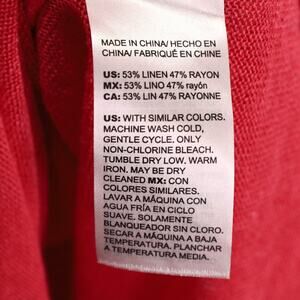 MADE IN CHINA/ HECHO EN
CHINA/ FABRIQUÉ EN CHINE
US: 53% LINEN 47% RAYON
MX: 53% LINO 47% rayón
CA: 53% LIN 47% RAYONNE
US: WITH SIMILAR COLORS.
MACHINE WASH COLD,
GENTLE CYCLE. ONLY
NON-CHLORINE BLEACH.
TUMBLE DRY LOW. WARM
IRON. MAY BE DRY
CLEANED MX: CON
COLORES SIMILARES.
LAVAR A MÁQUINA CON
AGUA FRÍA EN CICLO
SUAVE. SOLAMENTE
BLANQUEADOR SIN CLORO.
SECAR A MÁQUINA A BAJA
TEMPERATURA. PLANCHAR
A TEMPERATURA MEDIA.